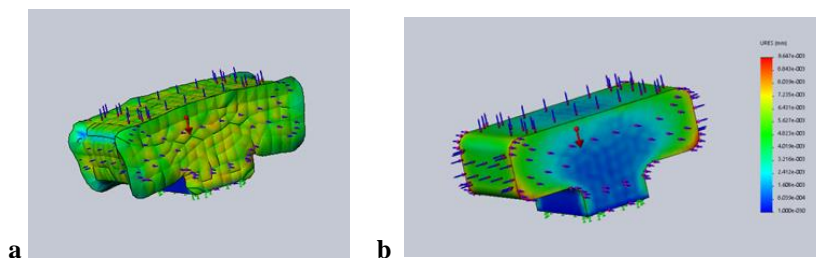 URES (mm)
9.647e-003
8.843e-003
8.039e-003
7.235e-003
6.431e-003
5.627e-003
4.823e-003
4.019e-003
3.216e-003
2.412e-003
1.608e-003
8.039e-004
1.000e-030
a b